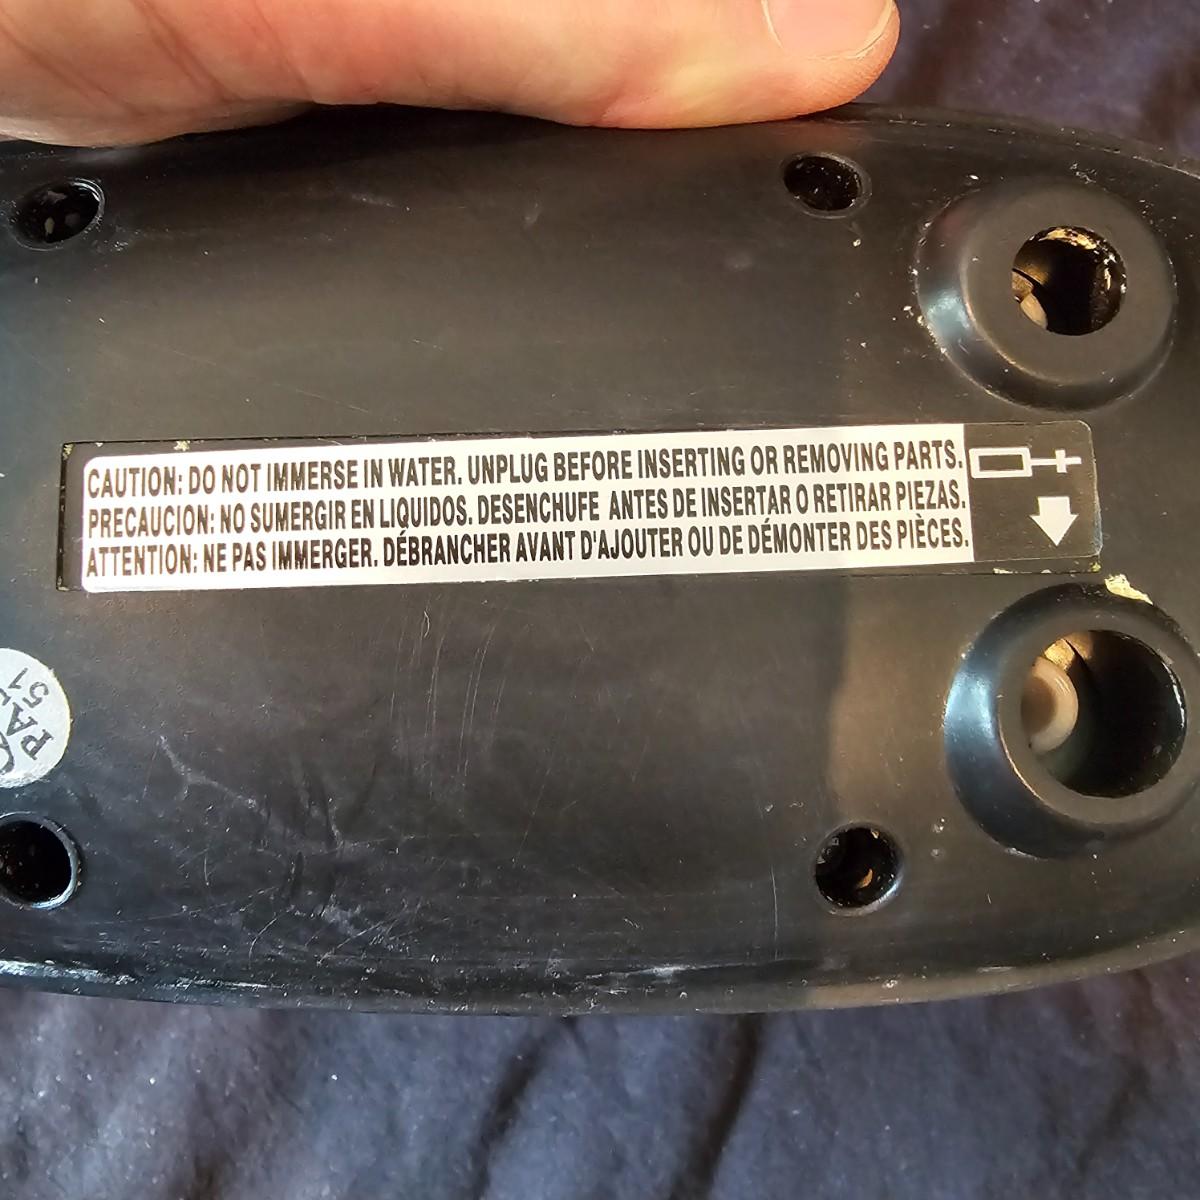 CAUTION: DO NOT IMMERSE IN WATER. UNPLUG BEFORE INSERTING OR REMOVING PARTS.
PRECAUCION: NO SUMERGIR EN LIQUIDOS. DESENCHUFE ANTES DE INSERTAR O RETIRAR PIEZAS.
ATTENTION: NE PAS IMMERGER. DÉBRANCHER AVANT D'AJOUTER OU DE DÉMONTER DES PIÈCES.
51